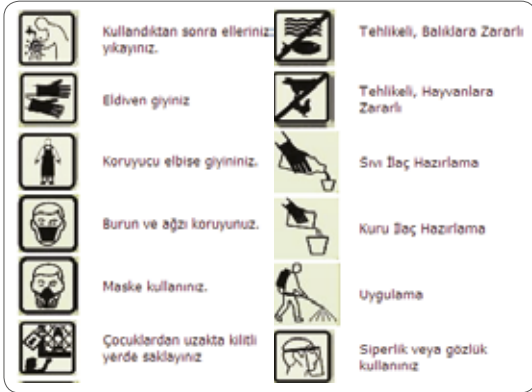 Kullandıktan sonra elleriniz:
yıkayınız.
Eldiven giyiniz
Koruyucu elbise giyininiz.
Burun ve ağzı koruyunuz.
Maske kullanınız.
Çocuklardan uzakta kilitli
yerde saklayınız
Tehlikeli, Balıklara Zararlı
Tehlikeli, Hayvanlara
Zararlı
Sıvı İlaç Hazırlama
Kuru İlaç Hazırlama
Uygulama
Siperlik veya gözlük
kullanınız